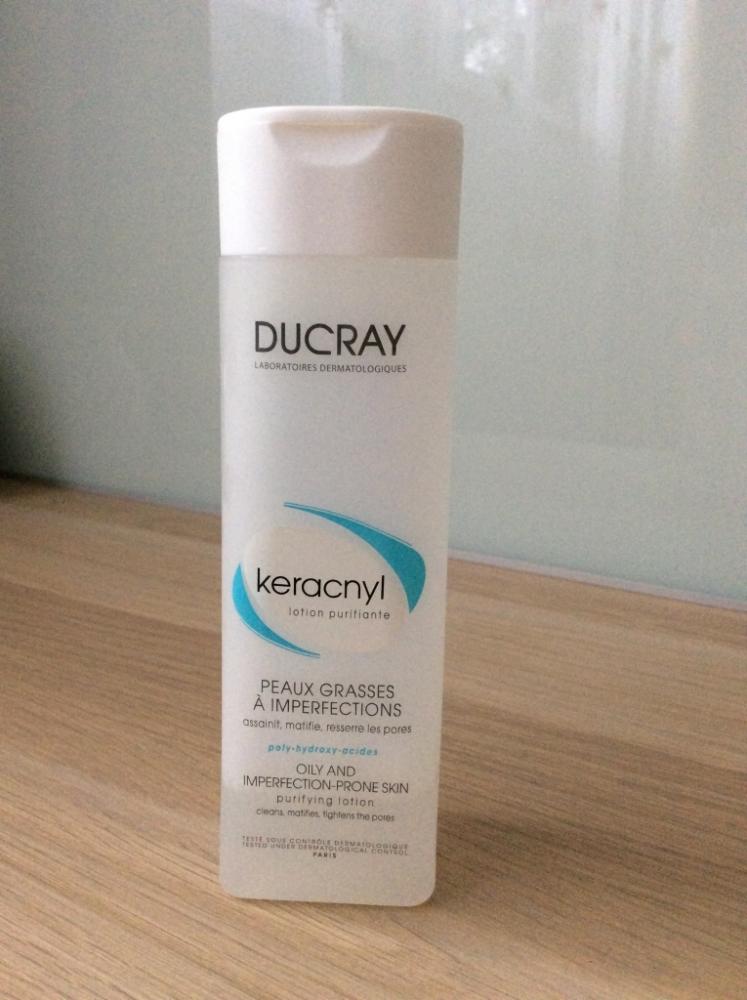 DUCRAY
LABORATOIRES DERMATOLOGIQUES
keracnyl
lotion purifiante
PEAUX GRASSES
À IMPERFECTIONS
assainit, matifie, resserre les pores
poly-hydroxy-acides
OILY AND
IMPERFECTION-PRONE SKIN
purifying lotion
cleans, matifies, tightens the pores
TESTÉ SOUS CONTRÔLE DERMATOLOGIQUE
TESTED UNDER DERMATOLOGICAL CONTROL
PARIS